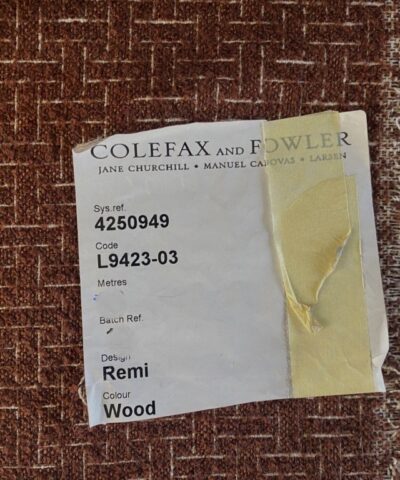 COLEFAX AND FOWLER
JANE CHURCHILL • MANUEL CANOVAS • LARSEN
Sys.ref.
4250949
Code
L9423-03
Metres
Batch Ref.
Design
Remi
Colour
Wood